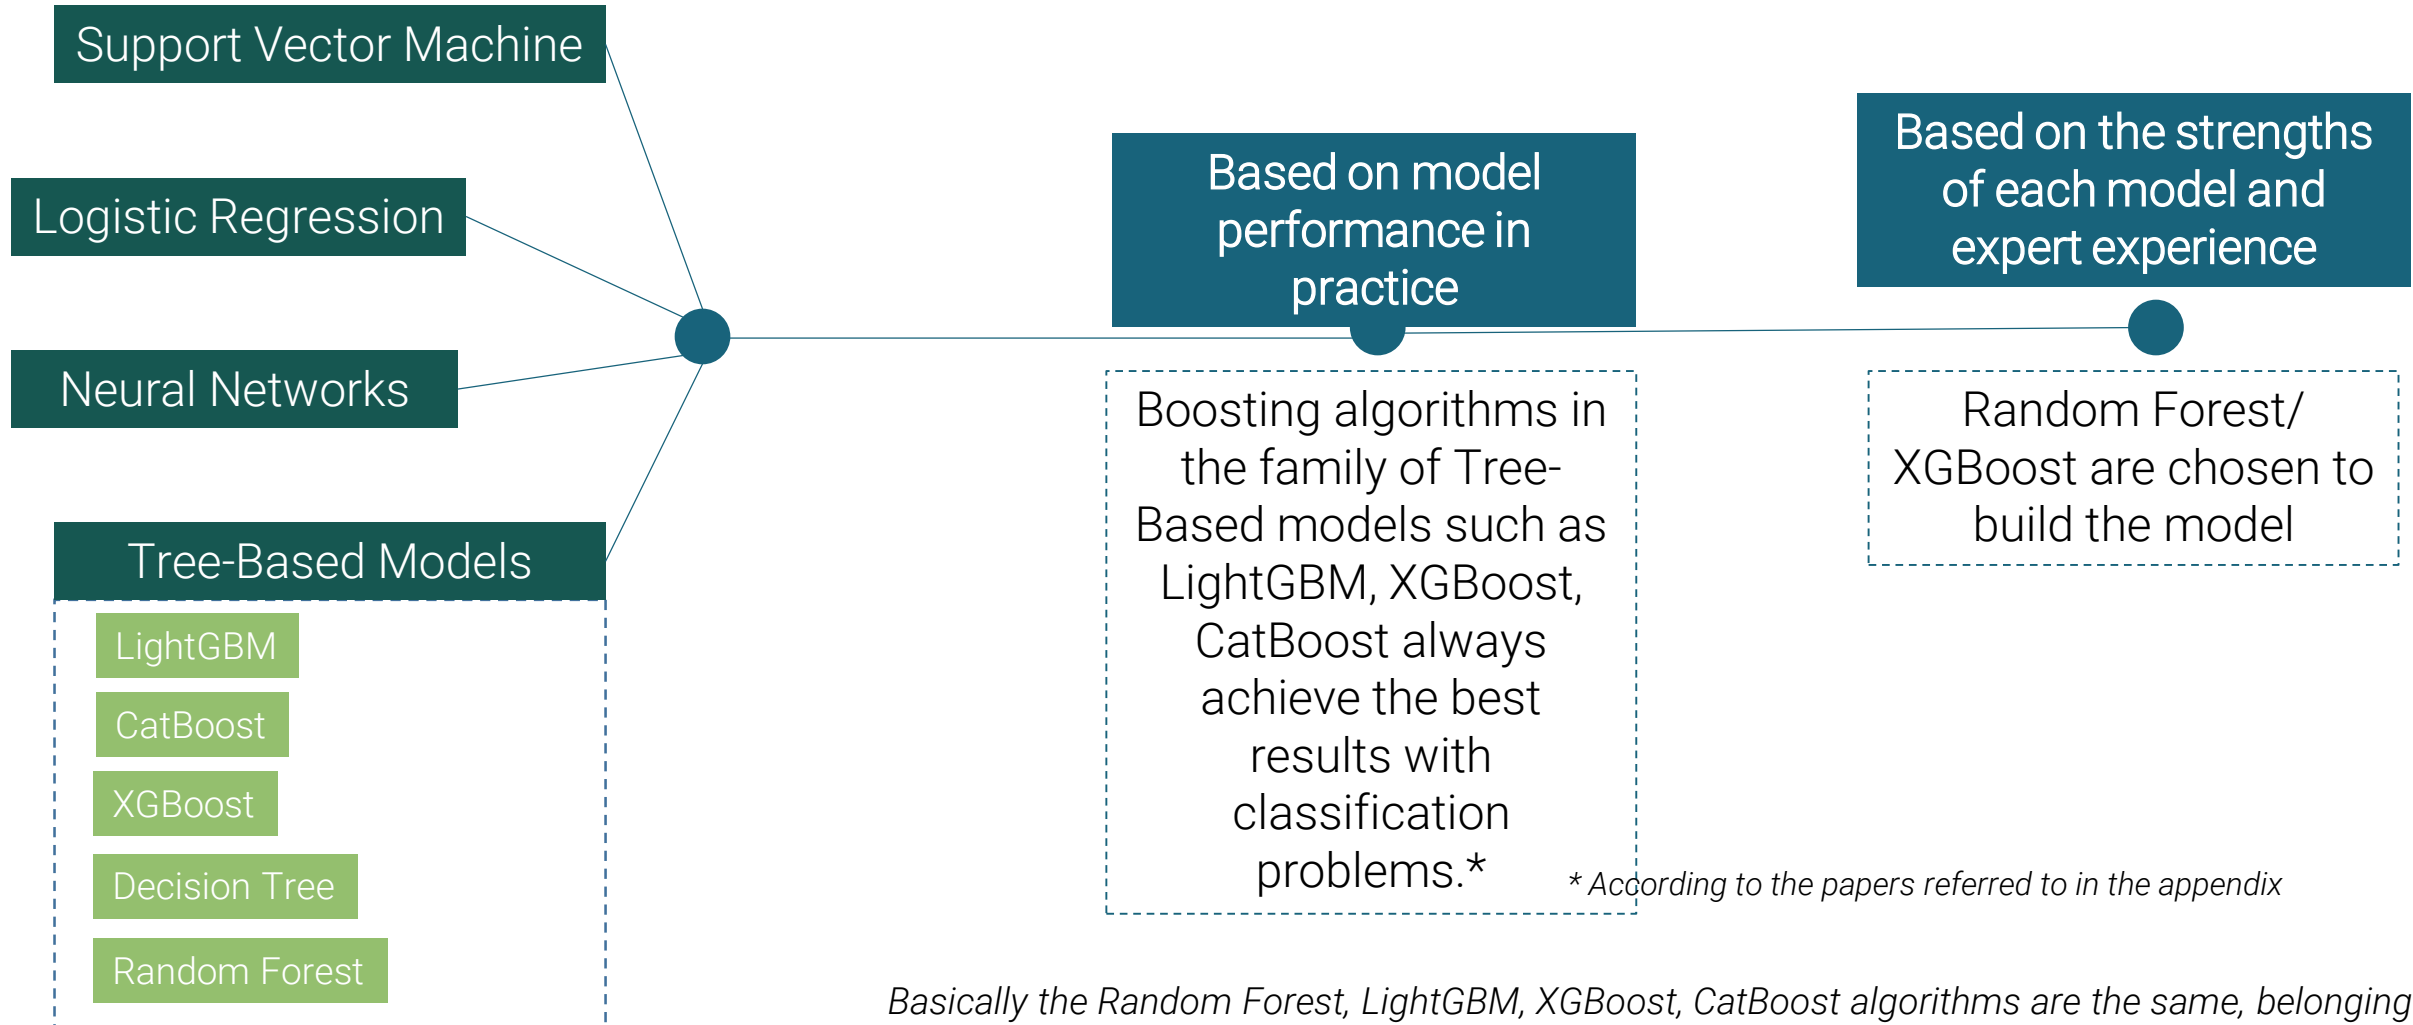 Support Vector Machine
Logistic Regression
Neural Networks
Tree-Based Models
LightGBM
CatBoost
XGBoost
Decision Tree
Random Forest
Based on model
performance in
practice
Boosting algorithms in
the family of Tree-
Based models such as
LightGBM, XGBoost,
CatBoost always
achieve the best
results with
classification
problems.*
* According to the papers referred to in the appendix
Based on the strengths
of each model and
expert experience
Random Forest/
XGBoost are chosen to
build the model
Basically the Random Forest, LightGBM, XGBoost, CatBoost algorithms are the same, belonging